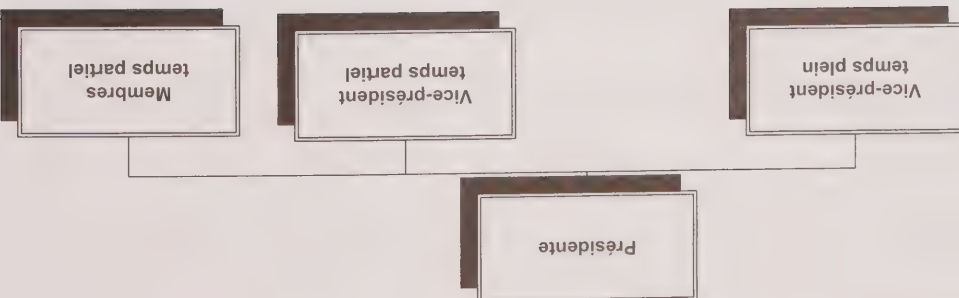 Présidente
Vice-président
temps plein
Vice-président
temps partiel
Membres
temps partiel